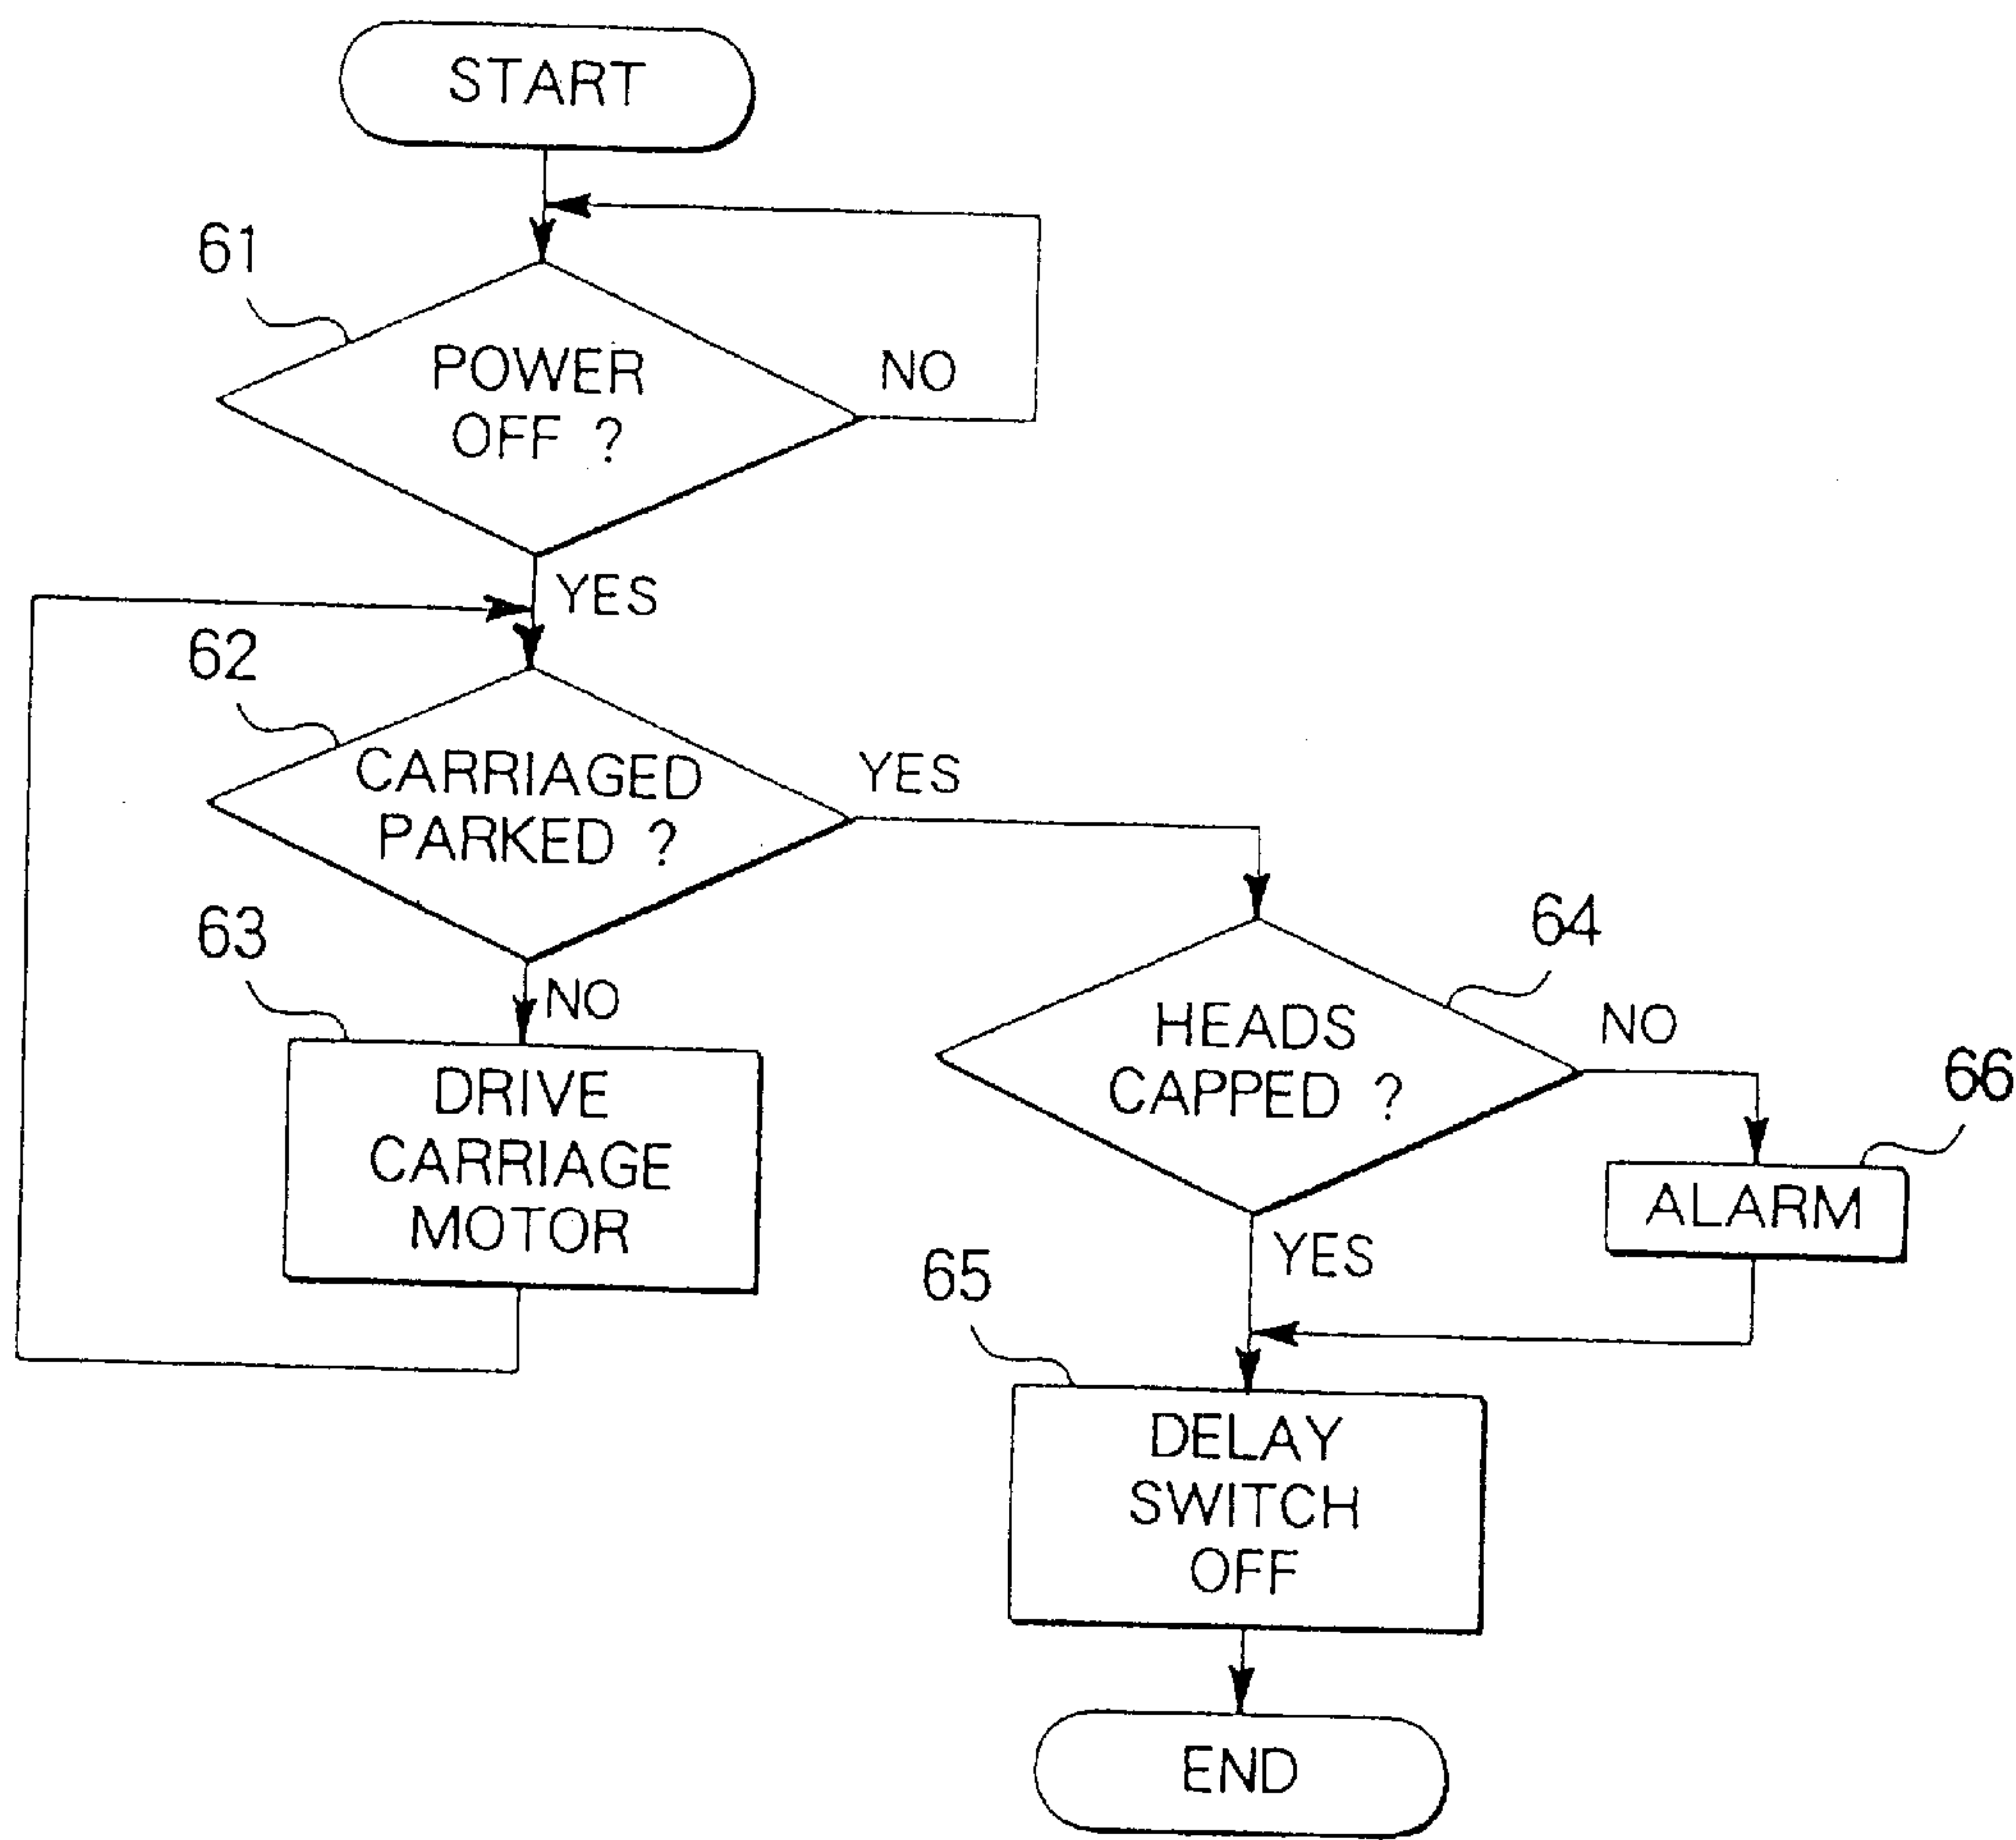 START
61
POWER
OFF ?
NO
YES
62
CARRIAGED
PARKED ?
YES
63
NO
DRIVE
CARRIAGE
MOTOR
64
HEADS
CAPPED ?
NO
66
ALARM
YES
65
DELAY
SWITCH
OFF
END